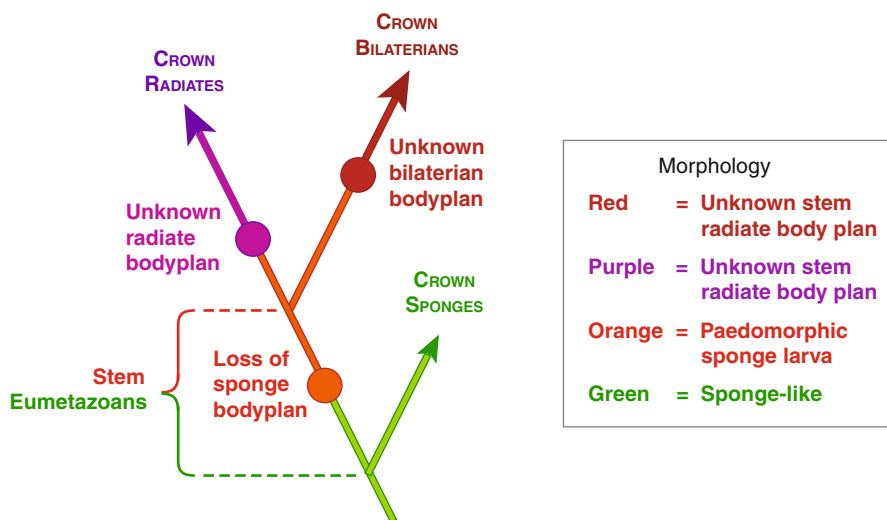 CROWN
BILATERIANS
CROWN
RADIATES
Unknown
bilaterian
bodyplan
Unknown
radiate
bodyplan
CROWN
SPONGES
Loss of
sponge
bodyplan
Stem
Eumetazoans
Morphology
Red = Unknown stem
radiate body plan
Purple = Unknown stem
radiate body plan
Orange = Paedomorphic
sponge larva
Green = Sponge-like